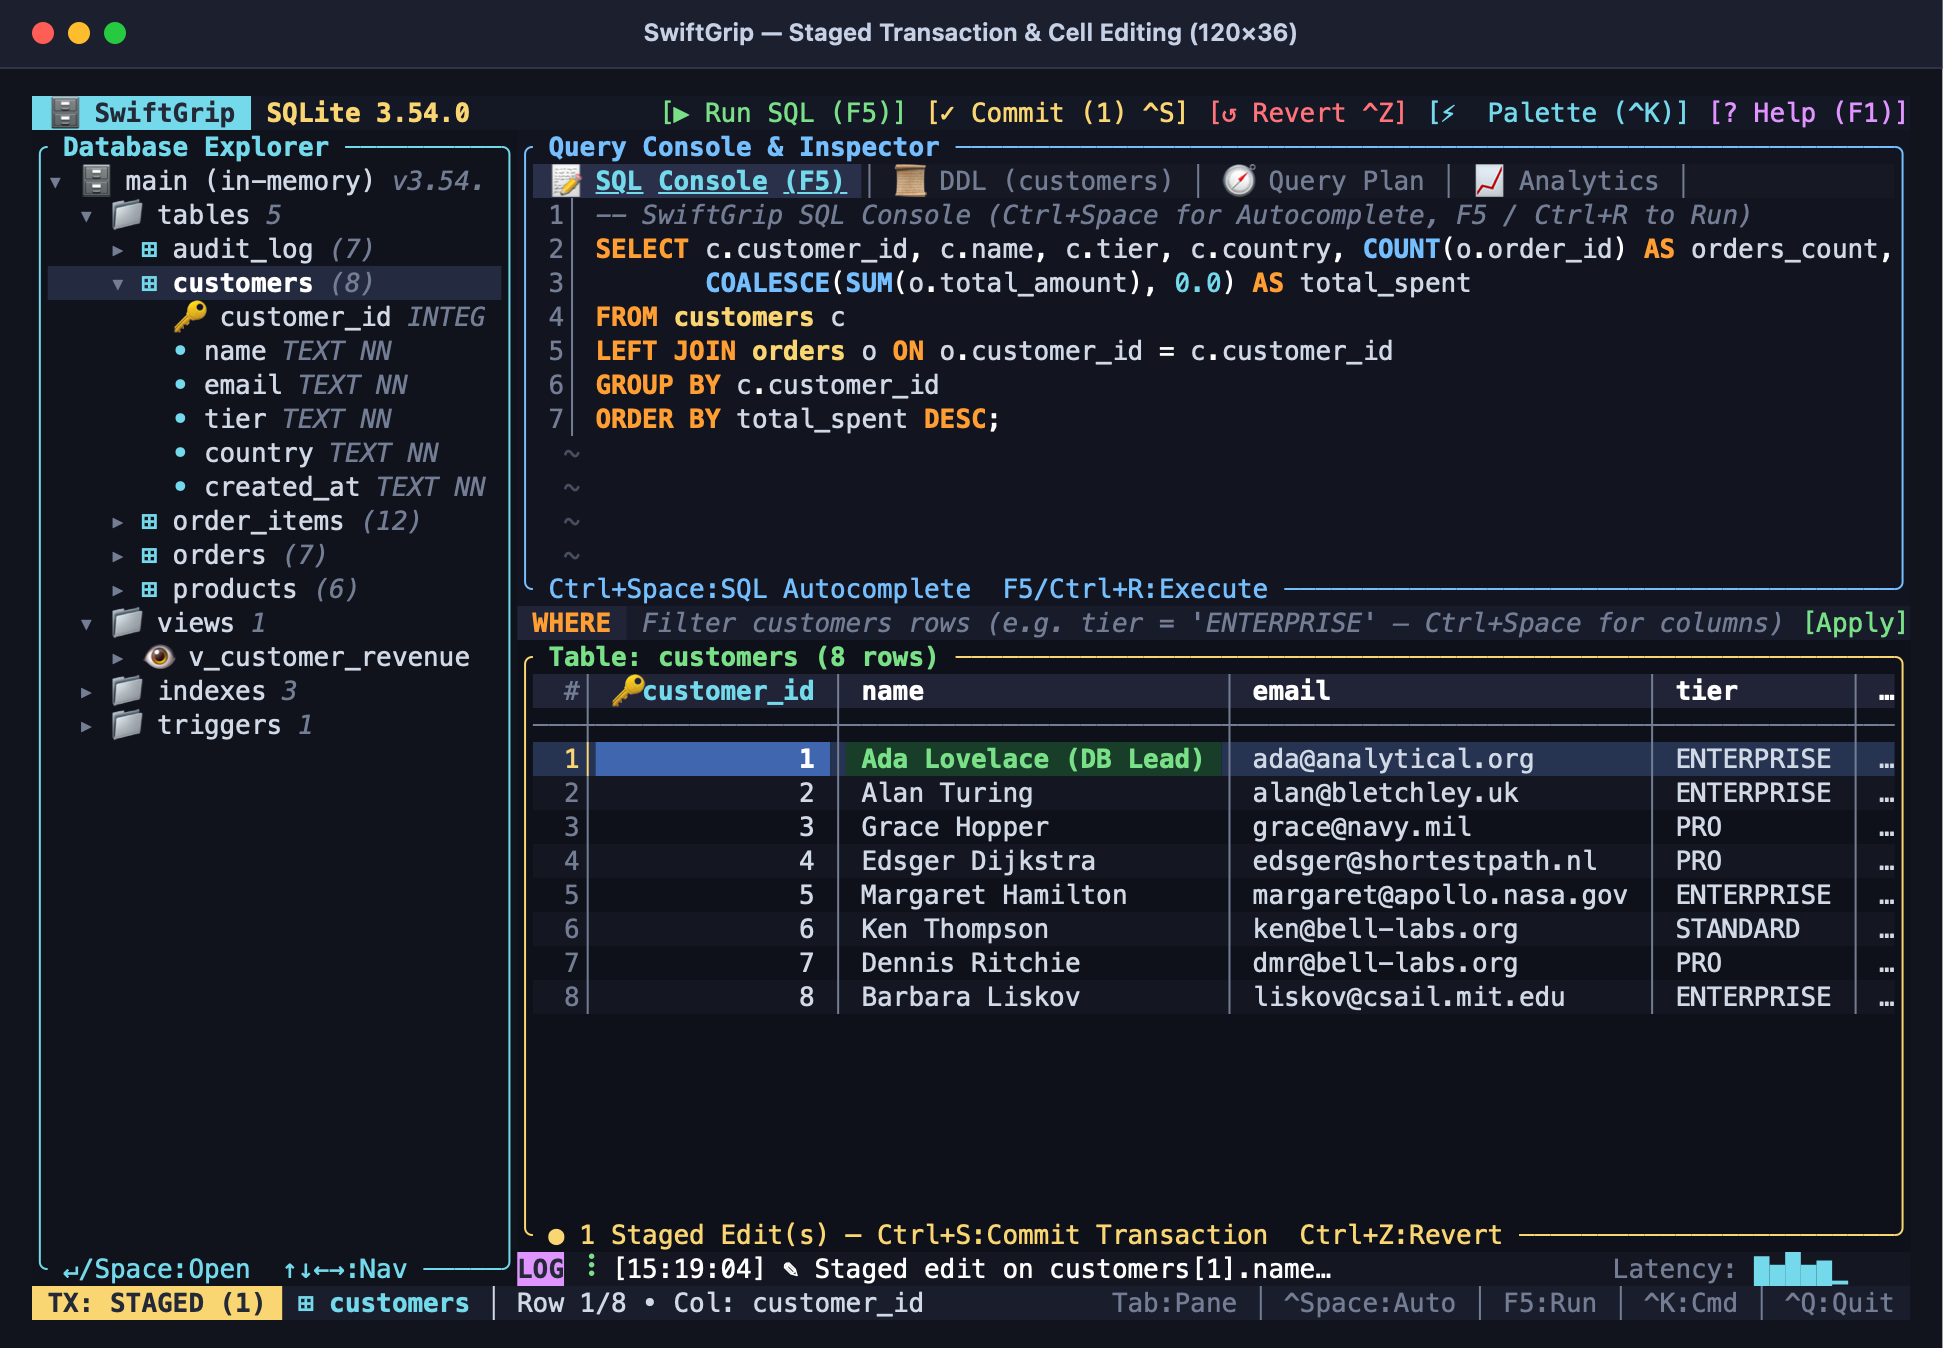 SwiftGrip — Staged Transaction & Cell Editing (120×36)
SwiftGrip SQLite 3.54.0 [▶ Run SQL (F5)] [✓ Commit (1) ^S] [↺ Revert ^Z] [⚡ Palette (^K)] [? Help (F1)]
Database Explorer
▾ main (in-memory) v3.54.
▾ tables 5
▸ ⊞ audit_log (7)
▾ ⊞ customers (8)
customer_id INTEG
• name TEXT NN
• email TEXT NN
• tier TEXT NN
• country TEXT NN
• created_at TEXT NN
▸ ⊞ order_items (12)
▸ ⊞ orders (7)
▸ ⊞ products (6)
▾ views 1
▸ v_customer_revenue
▸ indexes 3
▸ triggers 1
↵/Space:Open ↑↓←→:Nav
Query Console & Inspector
SQL Console (F5) │ DDL (customers) │ Query Plan │ Analytics │
1 -- SwiftGrip SQL Console (Ctrl+Space for Autocomplete, F5 / Ctrl+R to Run)
2 SELECT c.customer_id, c.name, c.tier, c.country, COUNT(o.order_id) AS orders_count,
3 COALESCE(SUM(o.total_amount), 0.0) AS total_spent
4 FROM customers c
5 LEFT JOIN orders o ON o.customer_id = c.customer_id
6 GROUP BY c.customer_id
7 ORDER BY total_spent DESC;
~
~
~
~
Ctrl+Space:SQL Autocomplete F5/Ctrl+R:Execute
WHERE Filter customers rows (e.g. tier = 'ENTERPRISE' — Ctrl+Space for columns) [Apply]
Table: customers (8 rows)
# customer_id name email tier …
1 1 Ada Lovelace (DB Lead) ada@analytical.org ENTERPRISE …
2 2 Alan Turing alan@bletchley.uk ENTERPRISE …
3 3 Grace Hopper grace@navy.mil PRO …
4 4 Edsger Dijkstra edsger@shortestpath.nl PRO …
5 5 Margaret Hamilton margaret@apollo.nasa.gov ENTERPRISE …
6 6 Ken Thompson ken@bell-labs.org STANDARD …
7 7 Dennis Ritchie dmr@bell-labs.org PRO …
8 8 Barbara Liskov liskov@csail.mit.edu ENTERPRISE …
● 1 Staged Edit(s) — Ctrl+S:Commit Transaction Ctrl+Z:Revert
LOG [15:19:04] ✎ Staged edit on customers[1].name… Latency:
TX: STAGED (1) ⊞ customers │ Row 1/8 • Col: customer_id Tab:Pane │ ^Space:Auto │ F5:Run │ ^K:Cmd │ ^Q:Quit